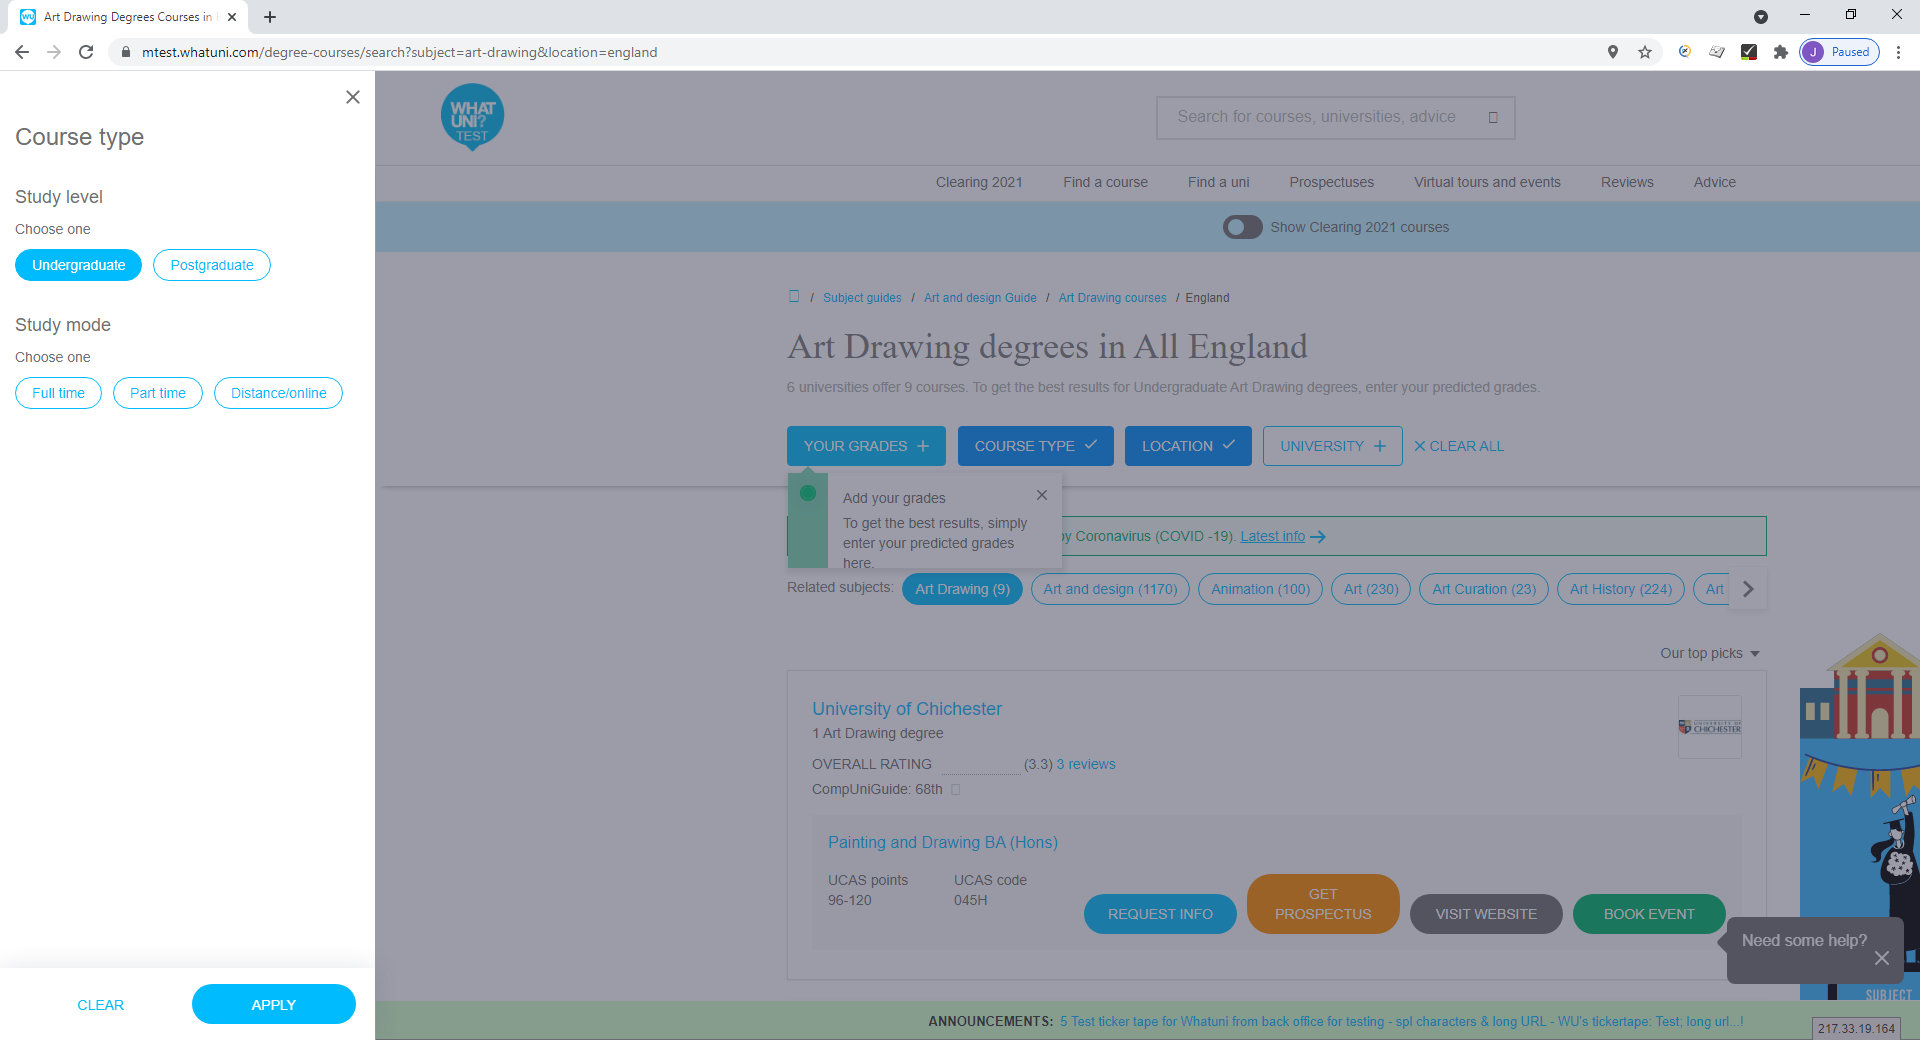 Art Drawing Degrees Courses in
mtest.whatuni.com/degree-courses/search?subject=art-drawing&location=england
J Paused
Course type
Study level
Choose one
Undergraduate Postgraduate
Study mode
Choose one
Full time Part time Distance/online
CLEAR APPLY
WHAT
UNI?
TEST
Search for courses, universities, advice
Clearing 2021 Find a course Find a uni Prospectuses Virtual tours and events Reviews Advice
Show Clearing 2021 courses
/ Subject guides / Art and design Guide / Art Drawing courses / England
Art Drawing degrees in All England
6 universities offer 9 courses. To get the best results for Undergraduate Art Drawing degrees, enter your predicted grades.
YOUR GRADES COURSE TYPE LOCATION UNIVERSITY CLEAR ALL
Add your grades
To get the best results, simply
enter your predicted grades
here.
by Coronavirus (COVID -19). Latest info
Related subjects: Art Drawing (9) Art and design (1170) Animation (100) Art (230) Art Curation (23) Art History (224) Art
Our top picks
University of Chichester
1 Art Drawing degree
OVERALL RATING (3.3) 3 reviews
CompUniGuide: 68th
UNIVERSITY OF
CHICHESTER
Painting and Drawing BA (Hons)
UCAS points UCAS code
96-120 045H
REQUEST INFO GET PROSPECTUS VISIT WEBSITE BOOK EVENT
Need some help?
SUBJECT
ANNOUNCEMENTS: 5 Test ticker tape for Whatuni from back office for testing - spl characters & long URL - WU's tickertape: Test; long url...!
217.33.19.164